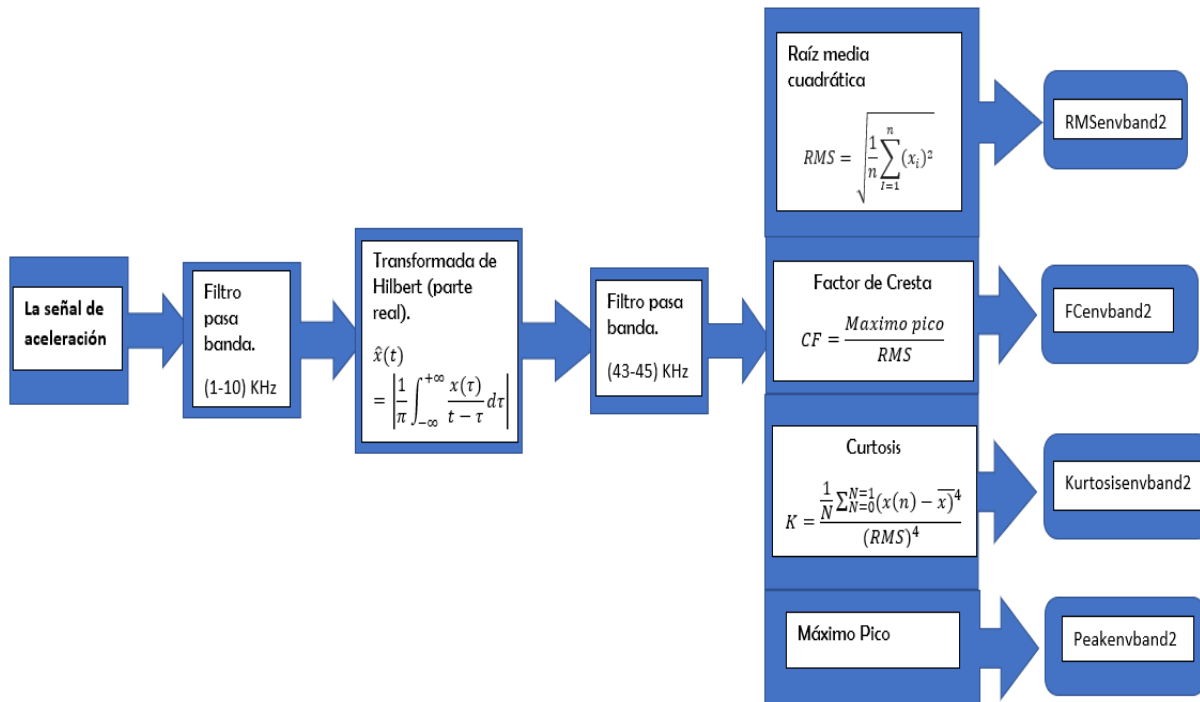 La señal de
aceleración
Filtro
pasa
banda.
(1-10) KHz
Transformada de
Hilbert (parte
real).
x̂(t)
= |1/π ∫_{-∞}^{+∞} x(τ)/(t − τ) dτ|
Filtro pasa
banda.
(43-45) KHz
Raíz media
cuadrática
RMS = √(1/n ∑_{I=1}^{n} (x_i)²)
RMSenvband2
Factor de Cresta
CF = Maximo pico / RMS
FCenvband2
Curtosis
K = (1/N ∑_{N=0}^{N=1} (x(n) − x̅)⁴) / (RMS)⁴
Kurtosisenvband2
Máximo Pico
Peakenvband2